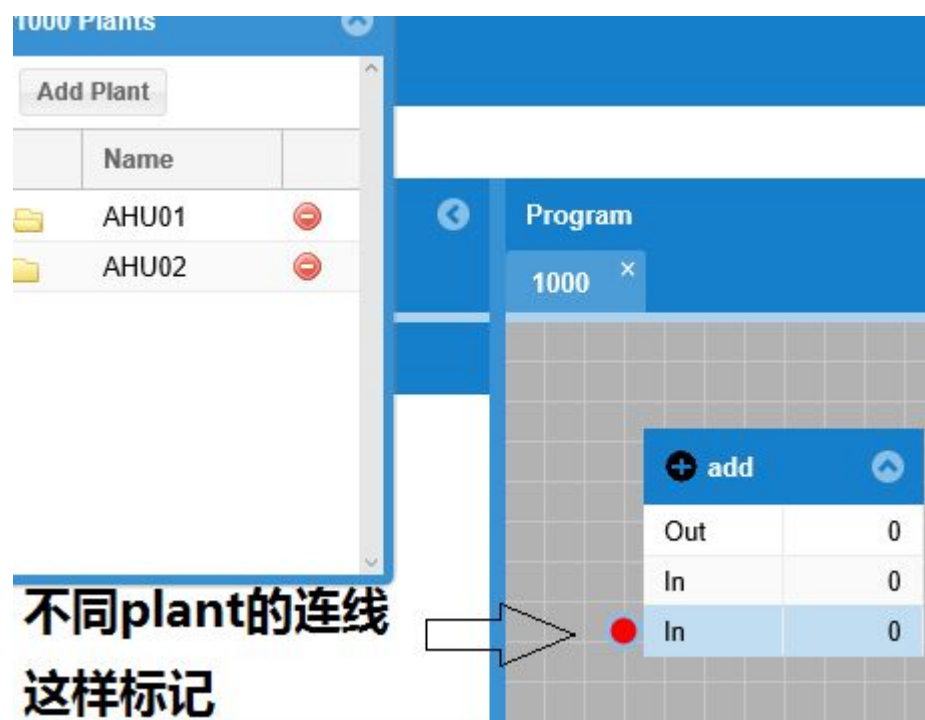 1000 Plants
Add Plant
Name
AHU01
AHU02
Program
1000 ×
add
Out 0
In 0
In 0
不同plant的连线
这样标记